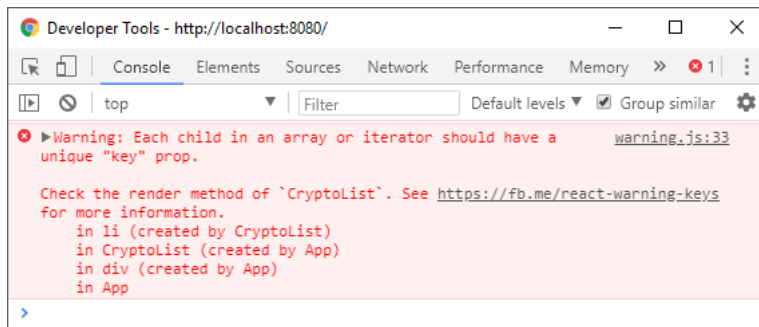 Developer Tools - http://localhost:8080/
Console Elements Sources Network Performance Memory » 1
top Filter Default levels ▼ Group similar
▶Warning: Each child in an array or iterator should have a warning.js:33
unique "key" prop.
Check the render method of `CryptoList`. See https://fb.me/react-warning-keys
for more information.
in li (created by CryptoList)
in CryptoList (created by App)
in div (created by App)
in App
>